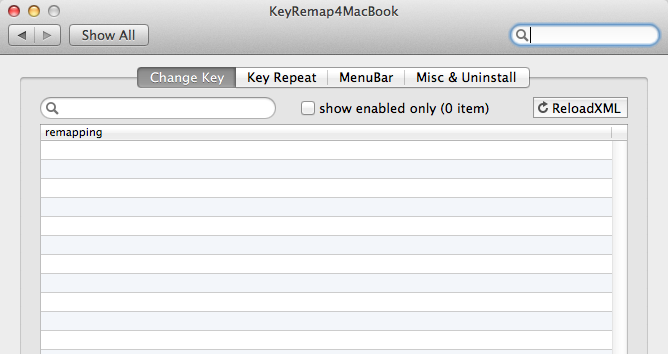 KeyRemap4MacBook
Show All
Change Key Key Repeat MenuBar Misc & Uninstall
show enabled only (0 item) ReloadXML
remapping